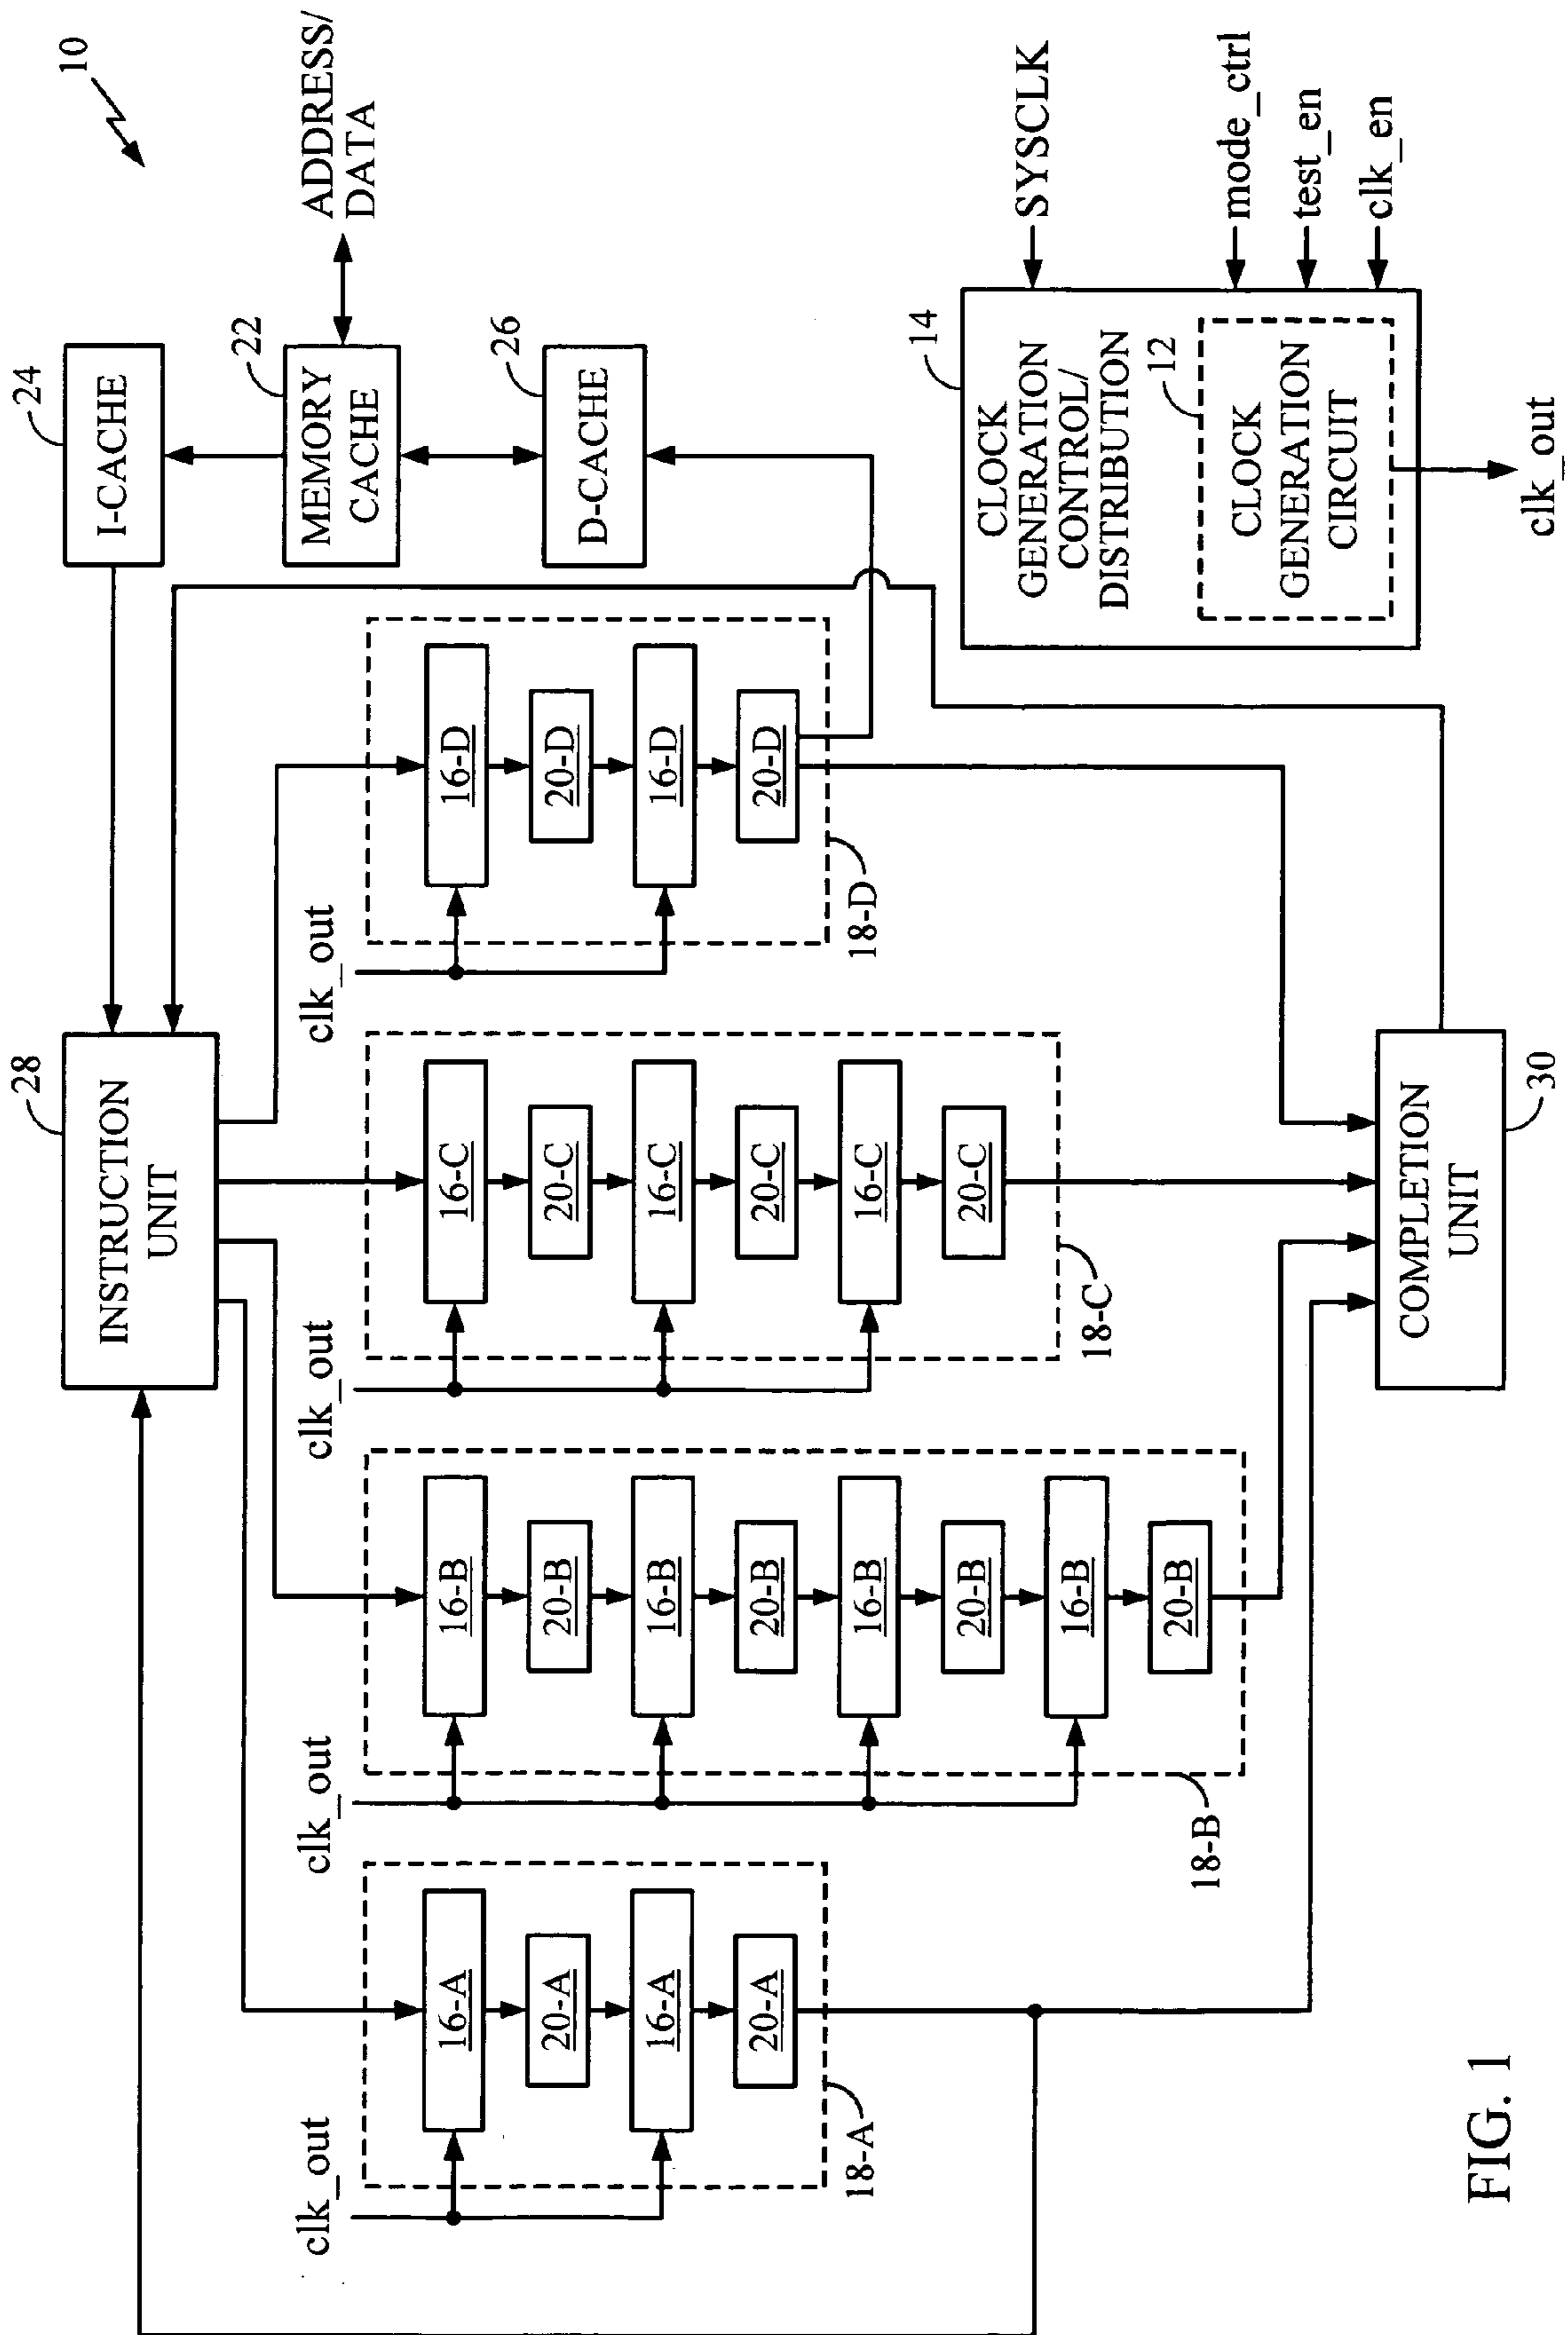 10
28
INSTRUCTION
UNIT
24
I-CACHE
22
MEMORY
CACHE
ADDRESS/
DATA
26
D-CACHE
clk_out
16-A
20-A
16-A
20-A
18-A
clk_out
16-B
20-B
16-B
20-B
16-B
20-B
16-B
20-B
18-B
clk_out
16-C
20-C
16-C
20-C
16-C
20-C
18-C
clk_out
16-D
20-D
16-D
20-D
18-D
14
CLOCK
GENERATION
CONTROL/
DISTRIBUTION
12
CLOCK
GENERATION
CIRCUIT
SYSCLK
mode_ctrl
test_en
clk_en
clk_out
COMPLETION
UNIT
30
FIG. 1